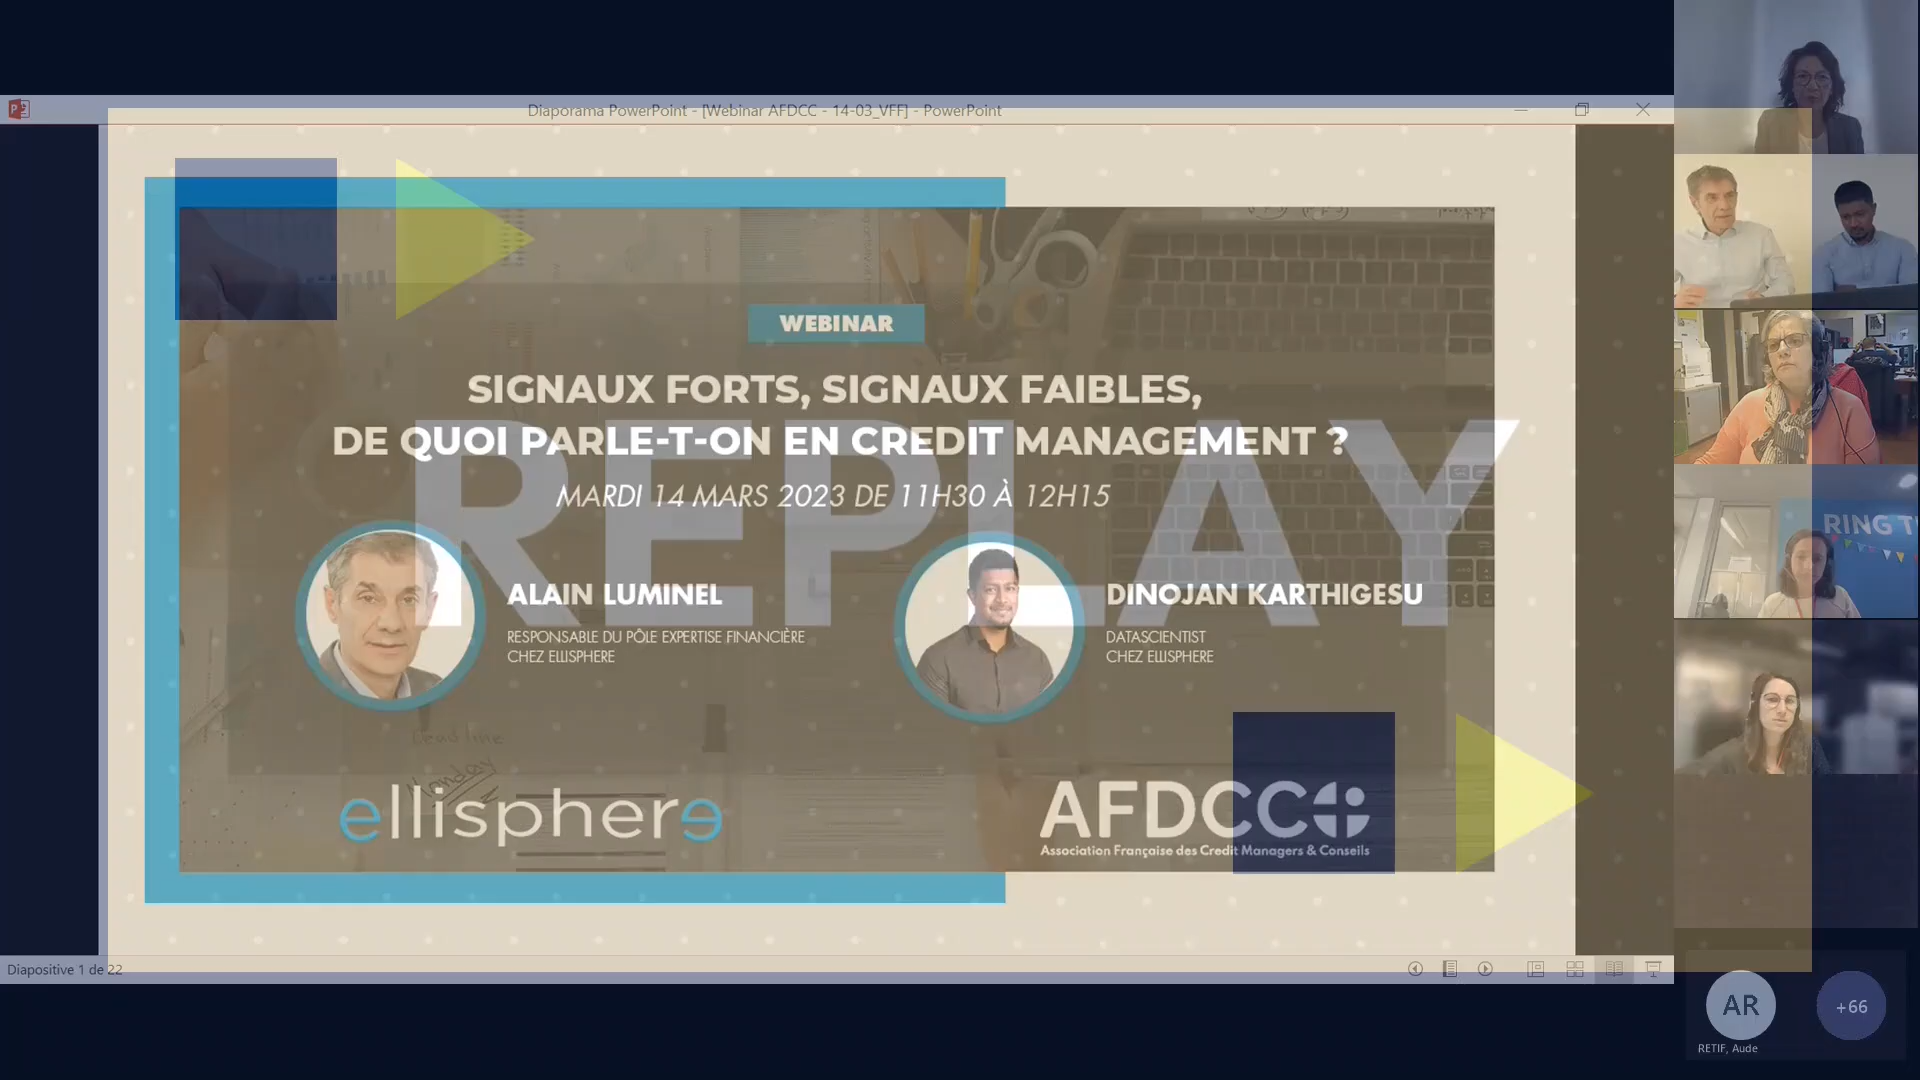 Diaporama PowerPoint - [Webinar AFDCC - 14-03_VFF] - PowerPoint
WEBINAR
SIGNAUX FORTS, SIGNAUX FAIBLES,
DE QUOI PARLE-T-ON EN CREDIT MANAGEMENT ?
MARDI 14 MARS 2023 DE 11H30 À 12H15
REPLAY
ALAIN LUMINEL
RESPONSABLE DU PÔLE EXPERTISE FINANCIÈRE
CHEZ ELLISPHERE
DINOJAN KARTHIGESU
DATASCIENTIST
CHEZ ELLISPHERE
Deadline
Monday
ellisphere
AFDCC
Association Française des Credit Managers & Conseils
RING T
Diapositive 1 de 22
AR
+66
RETIF, Aude